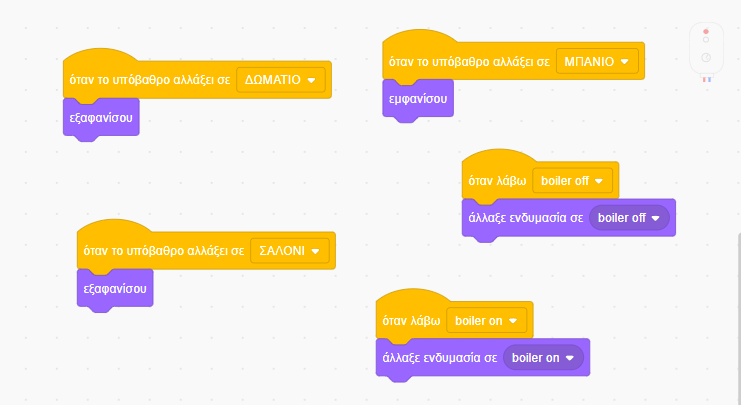 όταν το υπόβαθρο αλλάξει σε ΔΩΜΑΤΙΟ
εξαφανίσου
όταν το υπόβαθρο αλλάξει σε ΜΠΑΝΙΟ
εμφανίσου
όταν λάβω boiler off
άλλαξε ενδυμασία σε boiler off
όταν το υπόβαθρο αλλάξει σε ΣΑΛΟΝΙ
εξαφανίσου
όταν λάβω boiler on
άλλαξε ενδυμασία σε boiler on